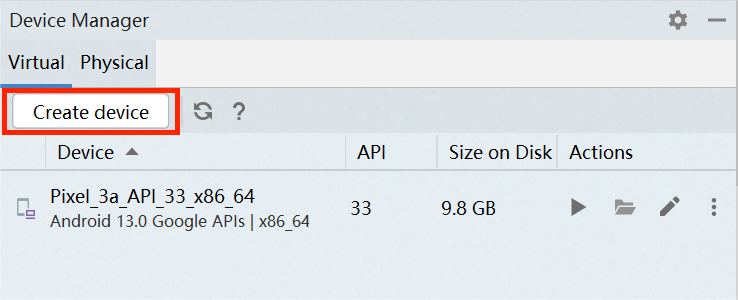 Device Manager
Virtual Physical
Create device ?
Device API Size on Disk Actions
Pixel_3a_API_33_x86_64 33 9.8 GB
Android 13.0 Google APIs | x86_64